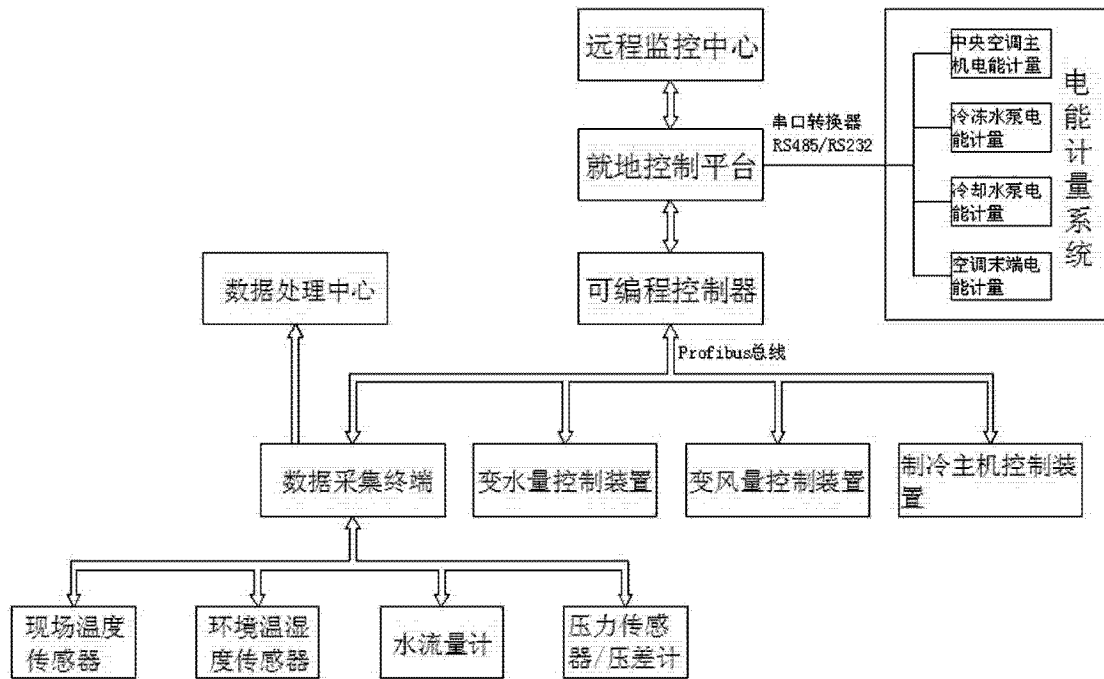 远程监控中心
中央空调主
机电能计量
电能计量系统
串口转换器
RS485/RS232
冷冻水泵电
能计量
就地控制平台
冷却水泵电
能计量
空调末端电
能计量
数据处理中心
可编程控制器
Profibus总线
数据采集终端
变水量控制装置
变风量控制装置
制冷主机控制装
置
现场温度
传感器
环境温湿
度传感器
水流量计
压力传感
器/压差计